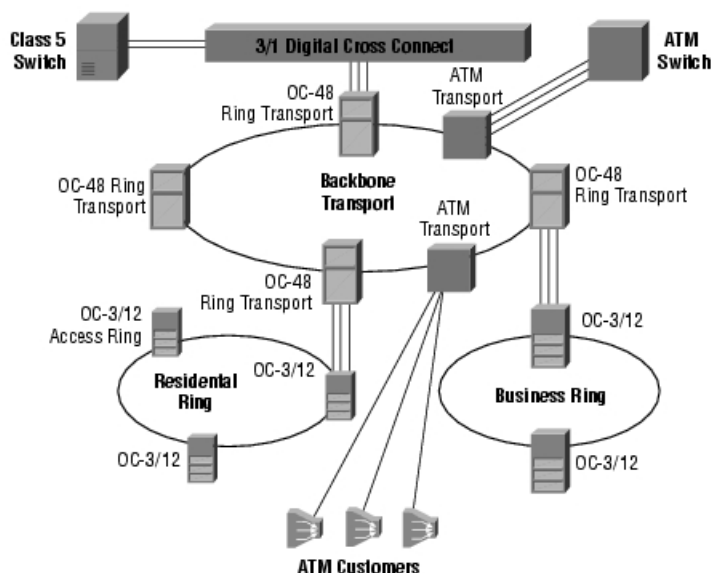 Class 5
Switch
3/1 Digital Cross Connect
ATM
Switch
OC-48
Ring Transport
ATM
Transport
OC-48 Ring
Transport
Backbone
Transport
OC-48
Ring Transport
ATM
Transport
OC-48
Ring Transport
OC-3/12
Access Ring
OC-3/12
Residental
Ring
OC-3/12
OC-3/12
Business Ring
OC-3/12
ATM Customers